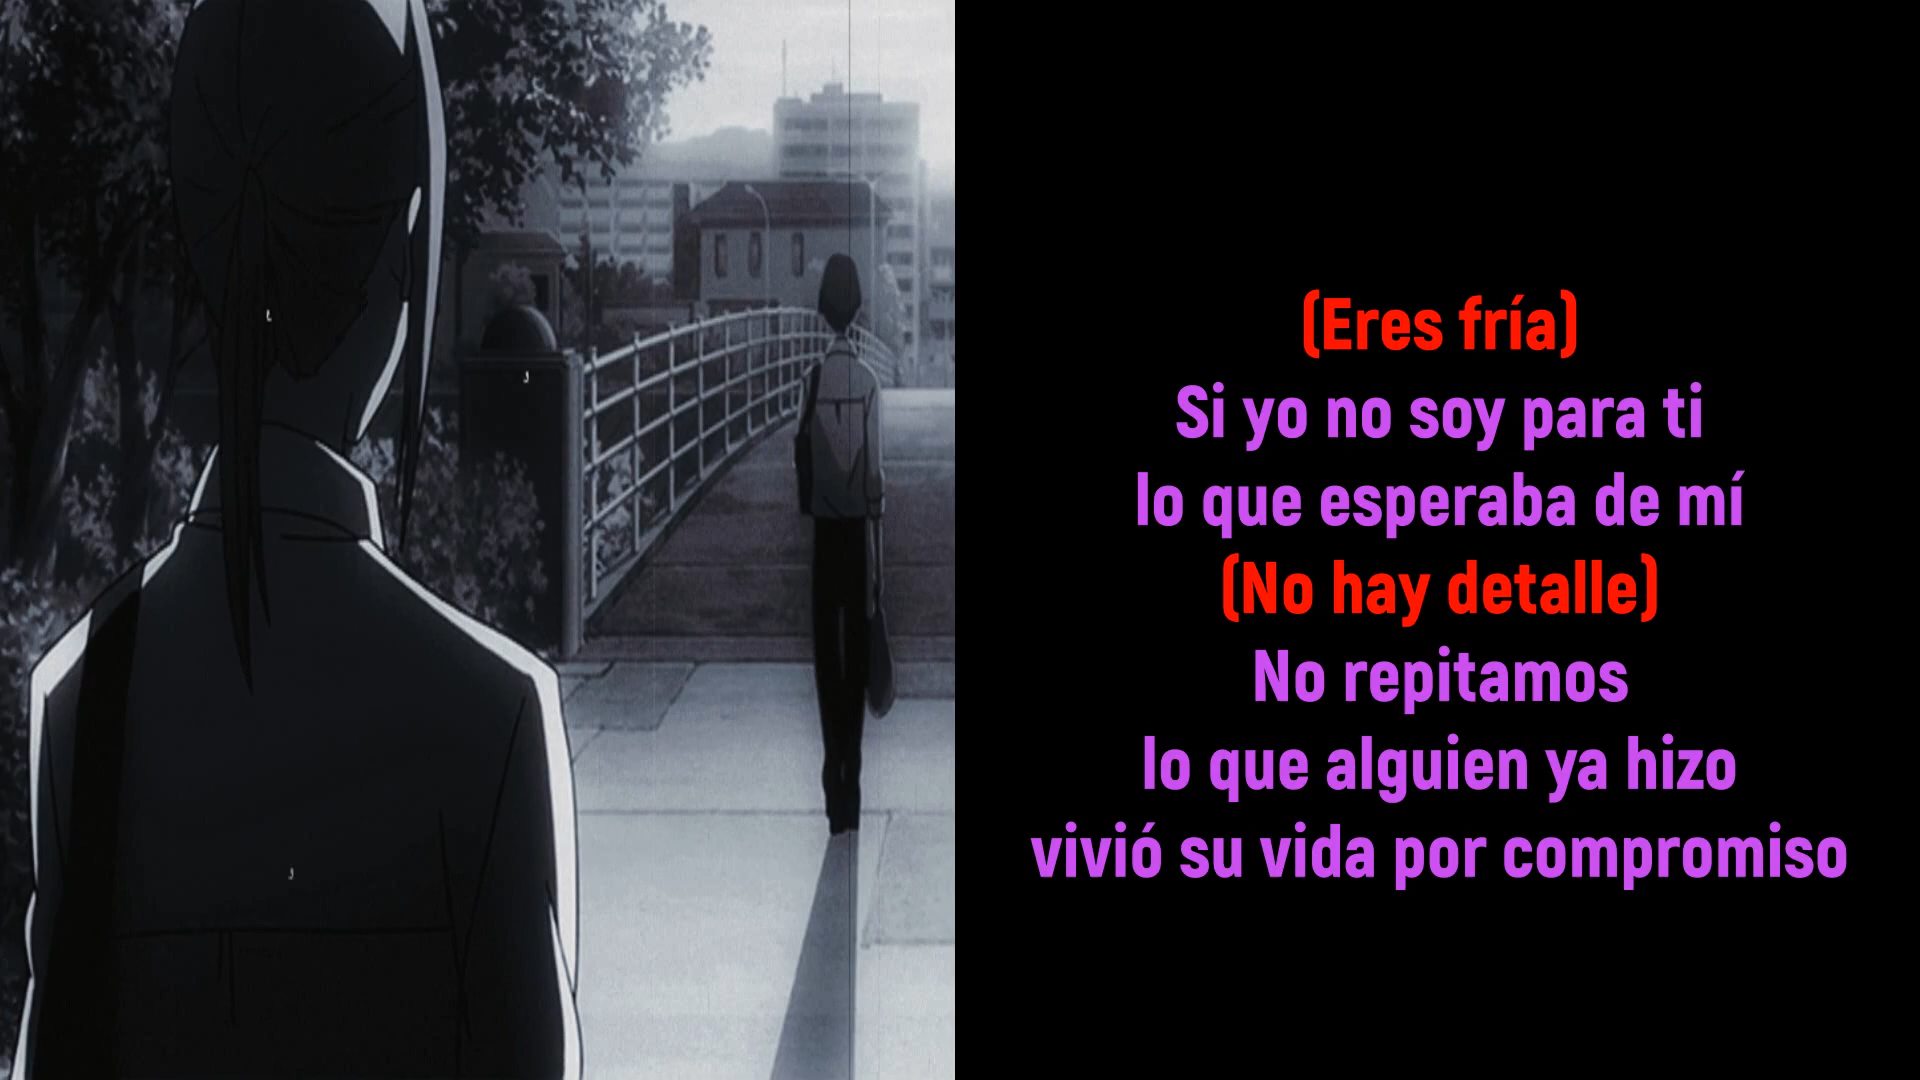 (Eres fría)
Si yo no soy para ti
lo que esperaba de mí
(No hay detalle)
No repitamos
lo que alguien ya hizo
vivió su vida por compromiso